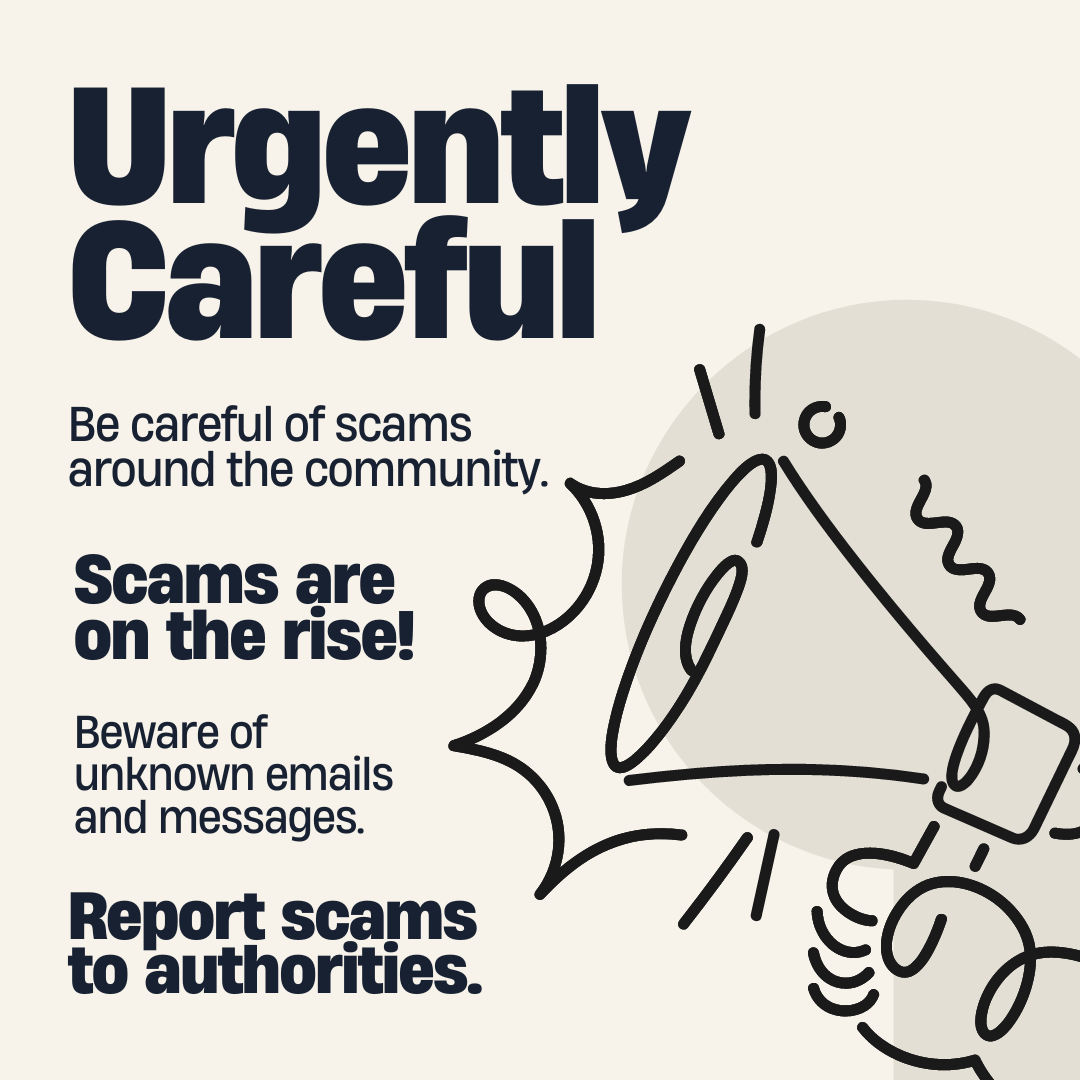 Urgently
Careful
Be careful of scams
around the community.
Scams are
on the rise!
Beware of
unknown emails
and messages.
Report scams
to authorities.